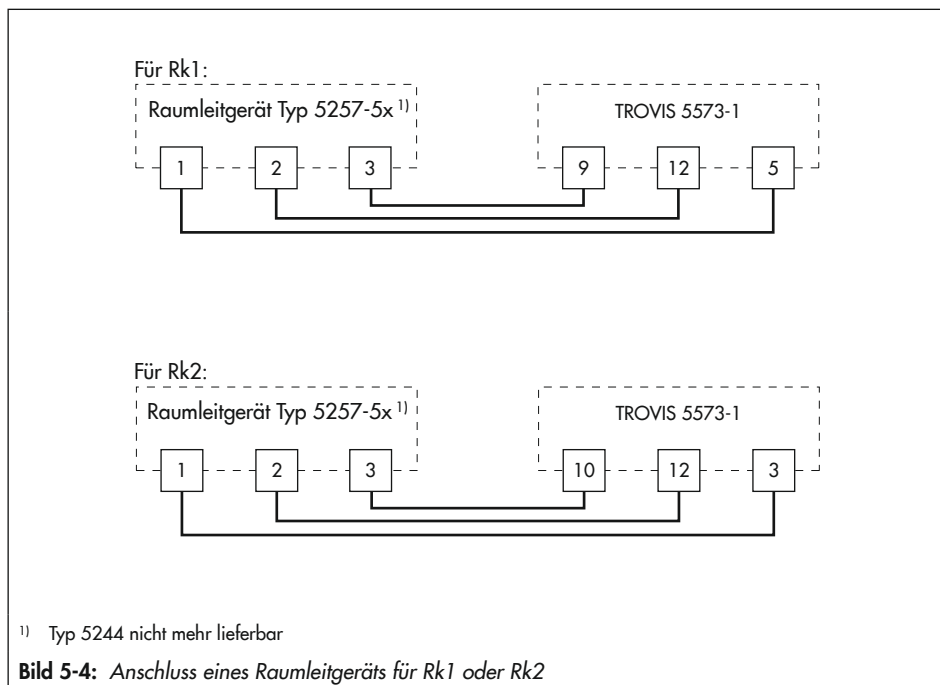 Für Rk1:
Raumleitgerät Typ 5257-5x 1)
TROVIS 5573-1
1 2 3 9 12 5
Für Rk2:
Raumleitgerät Typ 5257-5x 1)
TROVIS 5573-1
1 2 3 10 12 3
1) Typ 5244 nicht mehr lieferbar
Bild 5-4: Anschluss eines Raumleitgeräts für Rk1 oder Rk2